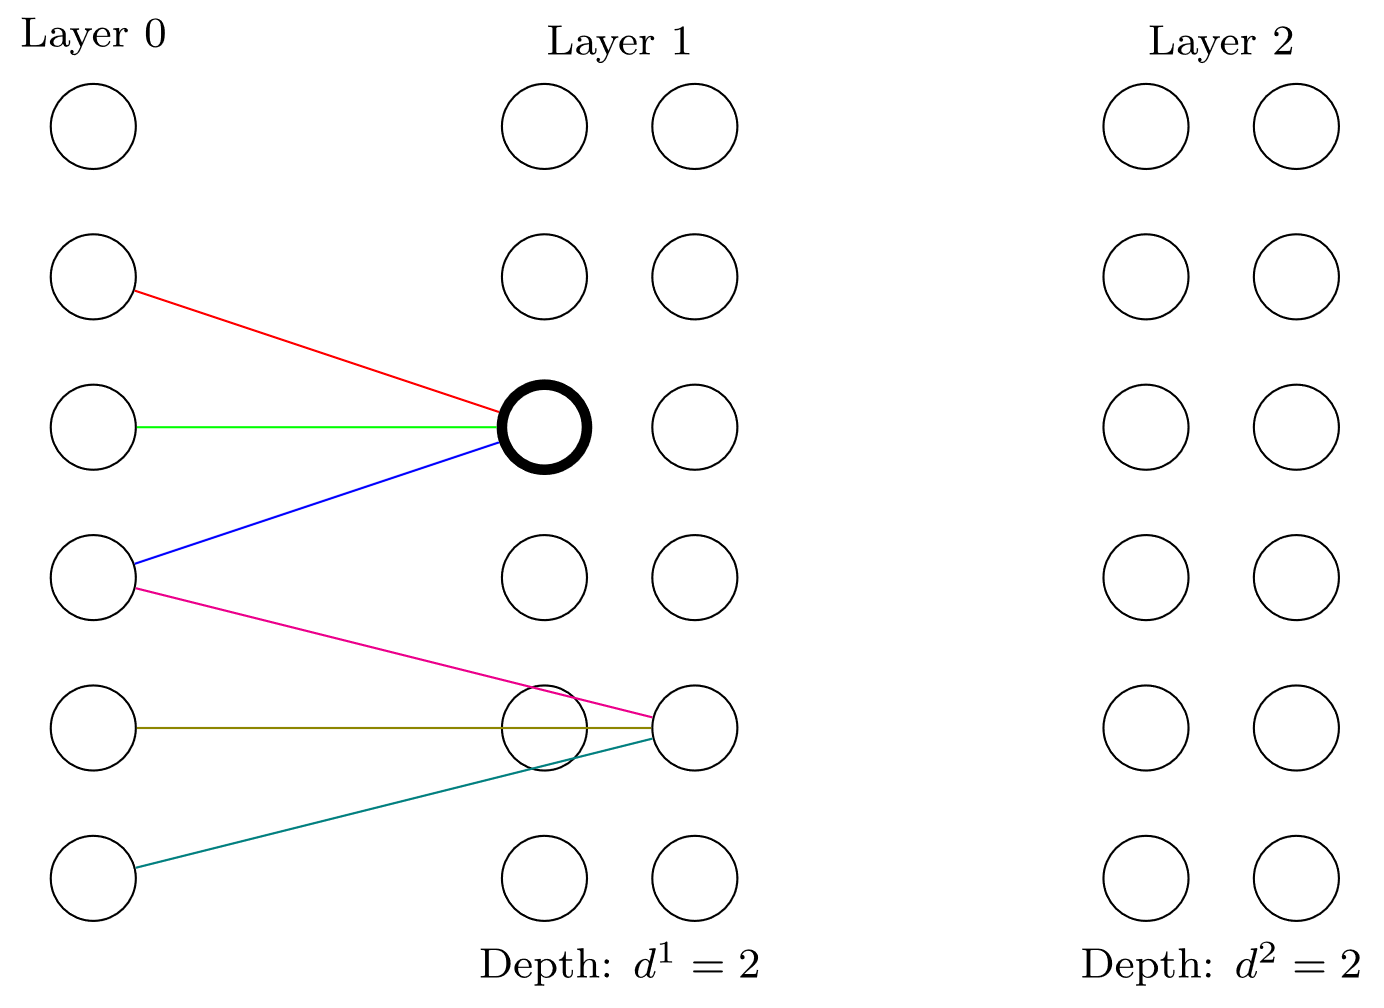 Layer 0
Layer 1
Layer 2
Depth: d¹ = 2
Depth: d² = 2